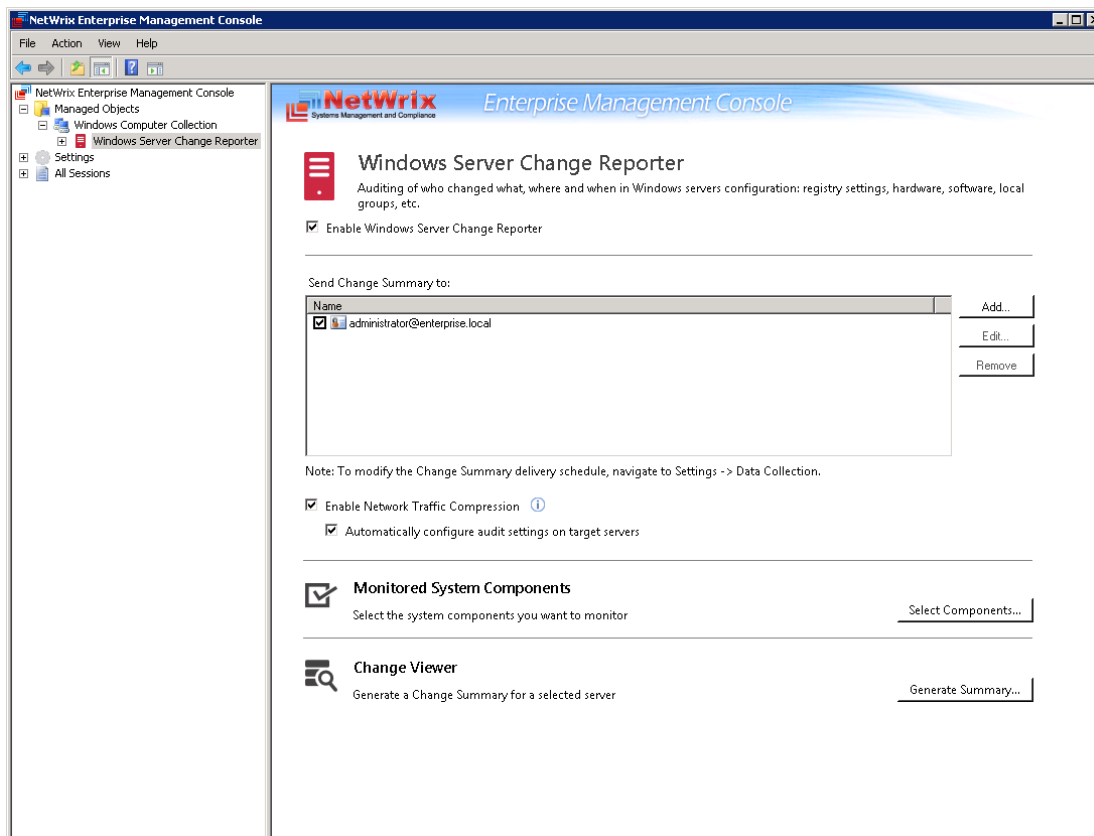 NetWrix Enterprise Management Console
File Action View Help
NetWrix Enterprise Management Console
Managed Objects
Windows Computer Collection
Windows Server Change Reporter
Settings
All Sessions
NetWrix
Systems Management and Compliance
Enterprise Management Console
Windows Server Change Reporter
Auditing of who changed what, where and when in Windows servers configuration: registry settings, hardware, software, local
groups, etc.
Enable Windows Server Change Reporter
Send Change Summary to:
Name
administrator@enterprise.local
Add...
Edit...
Remove
Note: To modify the Change Summary delivery schedule, navigate to Settings -> Data Collection.
Enable Network Traffic Compression
Automatically configure audit settings on target servers
Monitored System Components
Select the system components you want to monitor
Select Components...
Change Viewer
Generate a Change Summary for a selected server
Generate Summary...